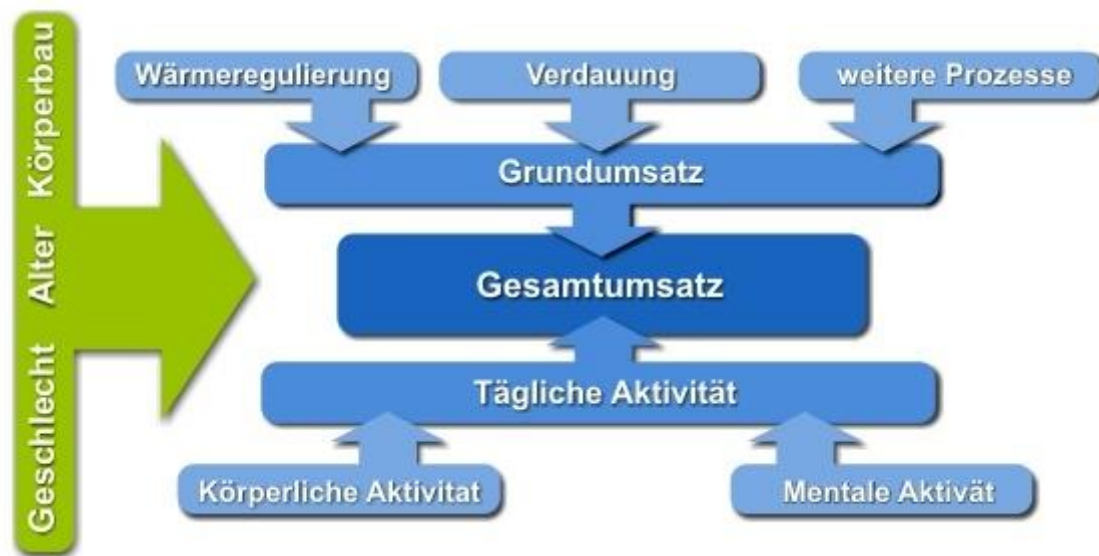 Geschlecht Alter Körperbau
Wärmeregulierung
Verdauung
weitere Prozesse
Grundumsatz
Gesamtumsatz
Tägliche Aktivität
Körperliche Aktivitat
Mentale Aktivät